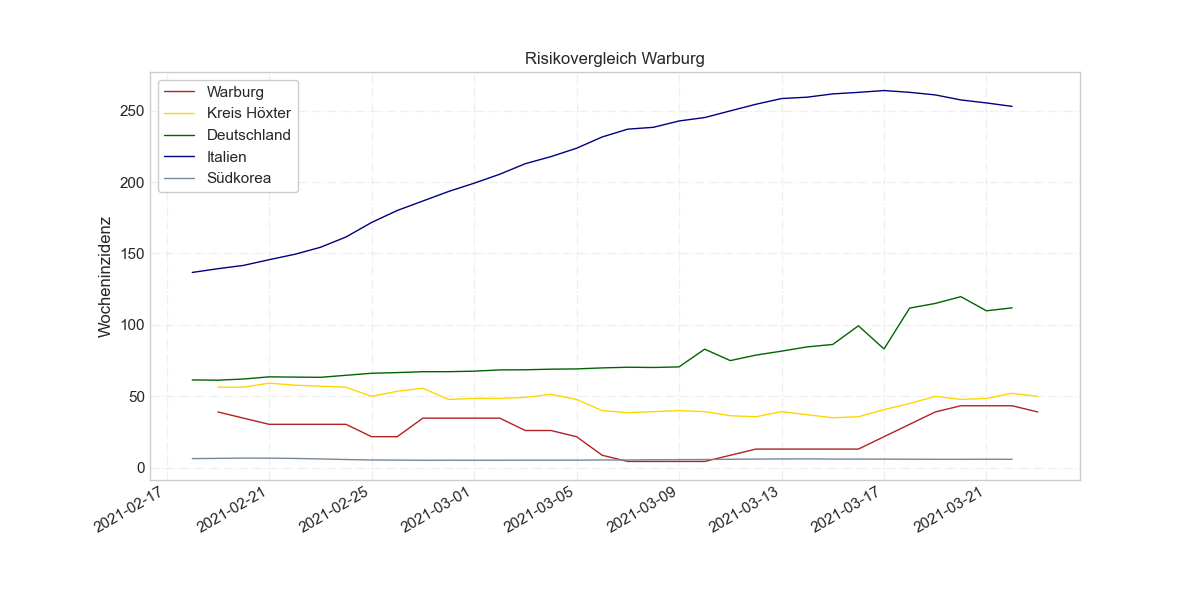 Risikovergleich Warburg
Warburg
Kreis Höxter
Deutschland
Italien
Südkorea
Wocheninzidenz
250
200
150
100
50
0
2021-02-17
2021-02-21
2021-02-25
2021-03-01
2021-03-05
2021-03-09
2021-03-13
2021-03-17
2021-03-21